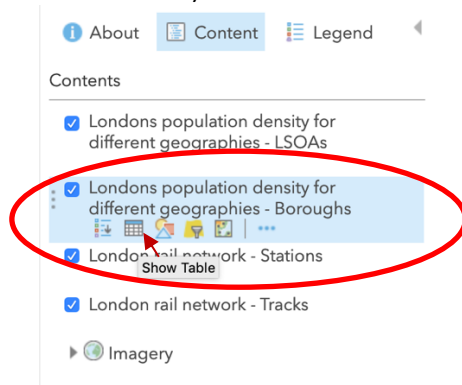 About Content Legend
Contents
Londons population density for
different geographies - LSOAs
Londons population density for
different geographies - Boroughs
London rail network - Stations
Show Table
London rail network - Tracks
Imagery